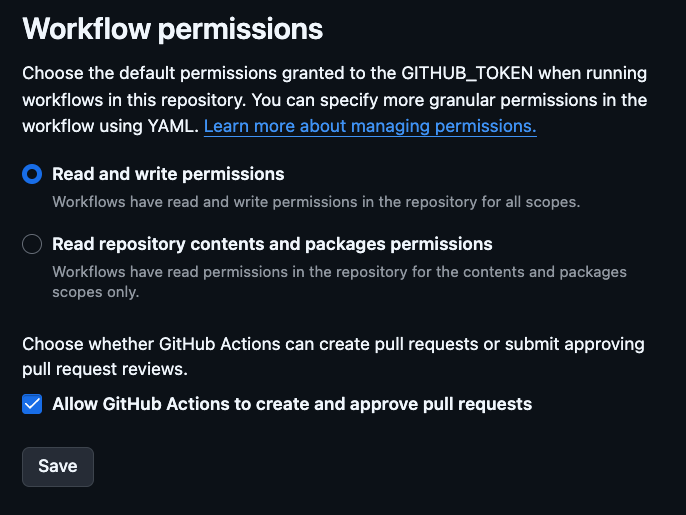 Workflow permissions
Choose the default permissions granted to the GITHUB_TOKEN when running
workflows in this repository. You can specify more granular permissions in the
workflow using YAML. Learn more about managing permissions.
Read and write permissions
Workflows have read and write permissions in the repository for all scopes.
Read repository contents and packages permissions
Workflows have read permissions in the repository for the contents and packages
scopes only.
Choose whether GitHub Actions can create pull requests or submit approving
pull request reviews.
Allow GitHub Actions to create and approve pull requests
Save